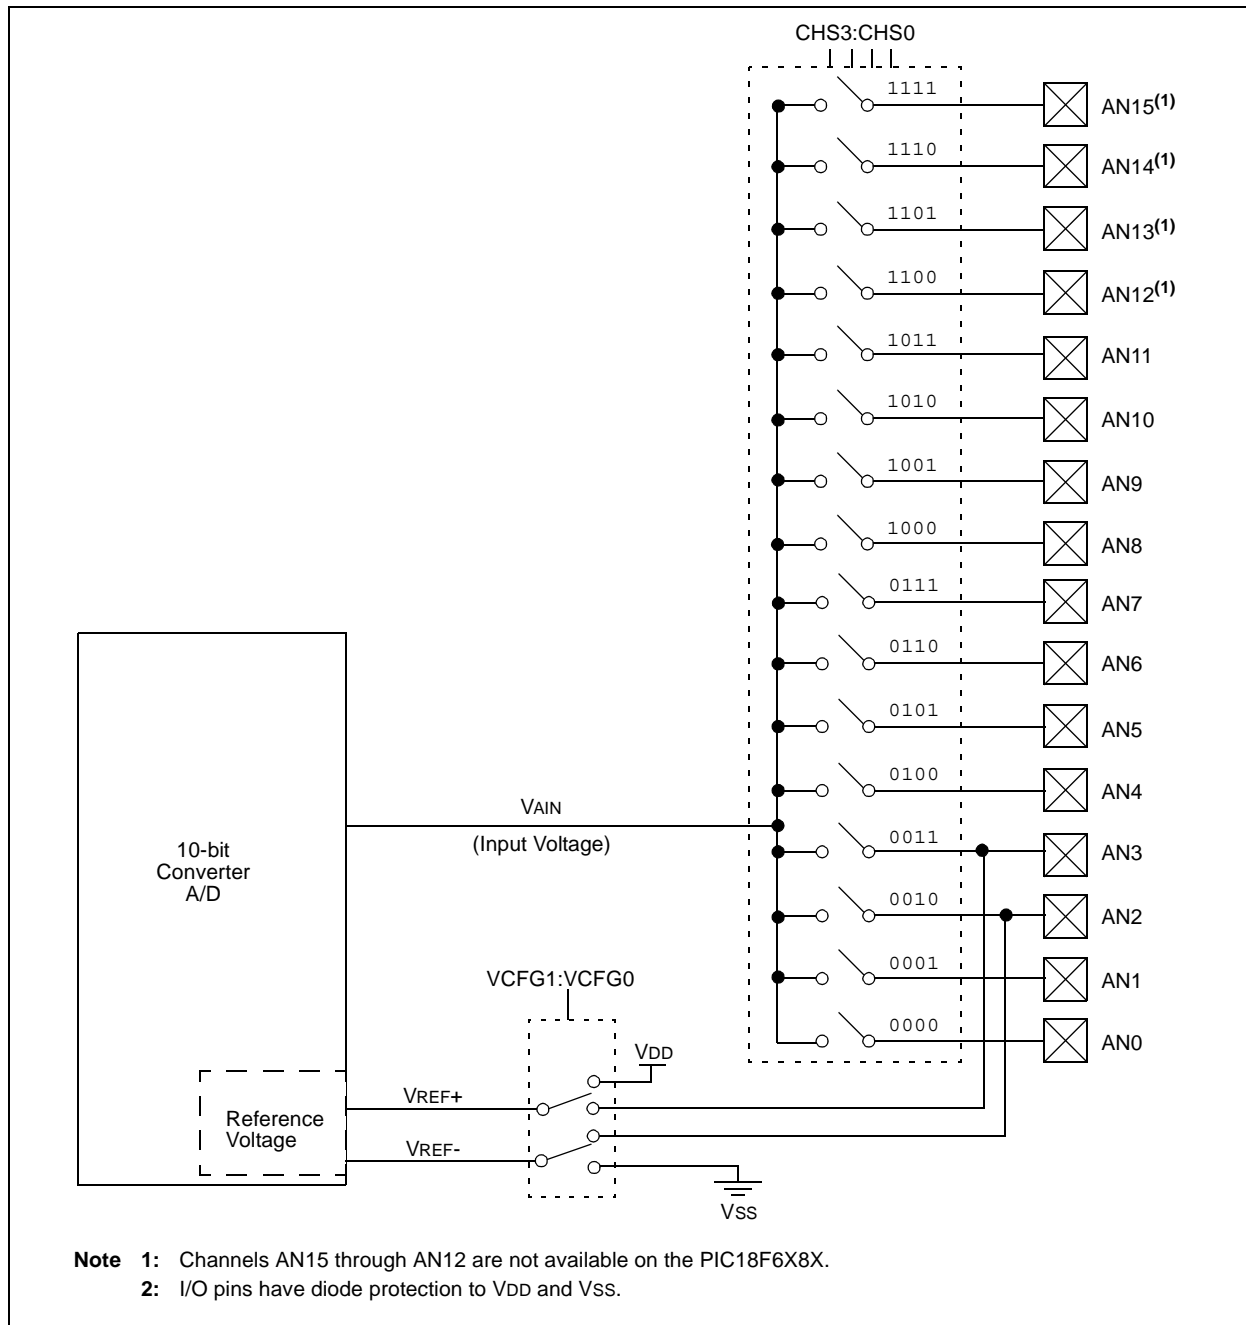 CHS3:CHS0
1111
AN15(1)
1110
AN14(1)
1101
AN13(1)
1100
AN12(1)
1011
AN11
1010
AN10
1001
AN9
1000
AN8
0111
AN7
0110
AN6
0101
AN5
0100
AN4
VAIN
(Input Voltage)
10-bit
Converter
A/D
0011
AN3
0010
AN2
0001
AN1
VCFG1:VCFG0
0000
AN0
VDD
VREF+
Reference
Voltage
VREF-
VSS
Note 1: Channels AN15 through AN12 are not available on the PIC18F6X8X.
2: I/O pins have diode protection to VDD and VSS.